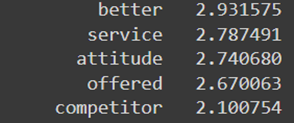 better 2.931575
service 2.787491
attitude 2.740680
offered 2.670063
competitor 2.100754